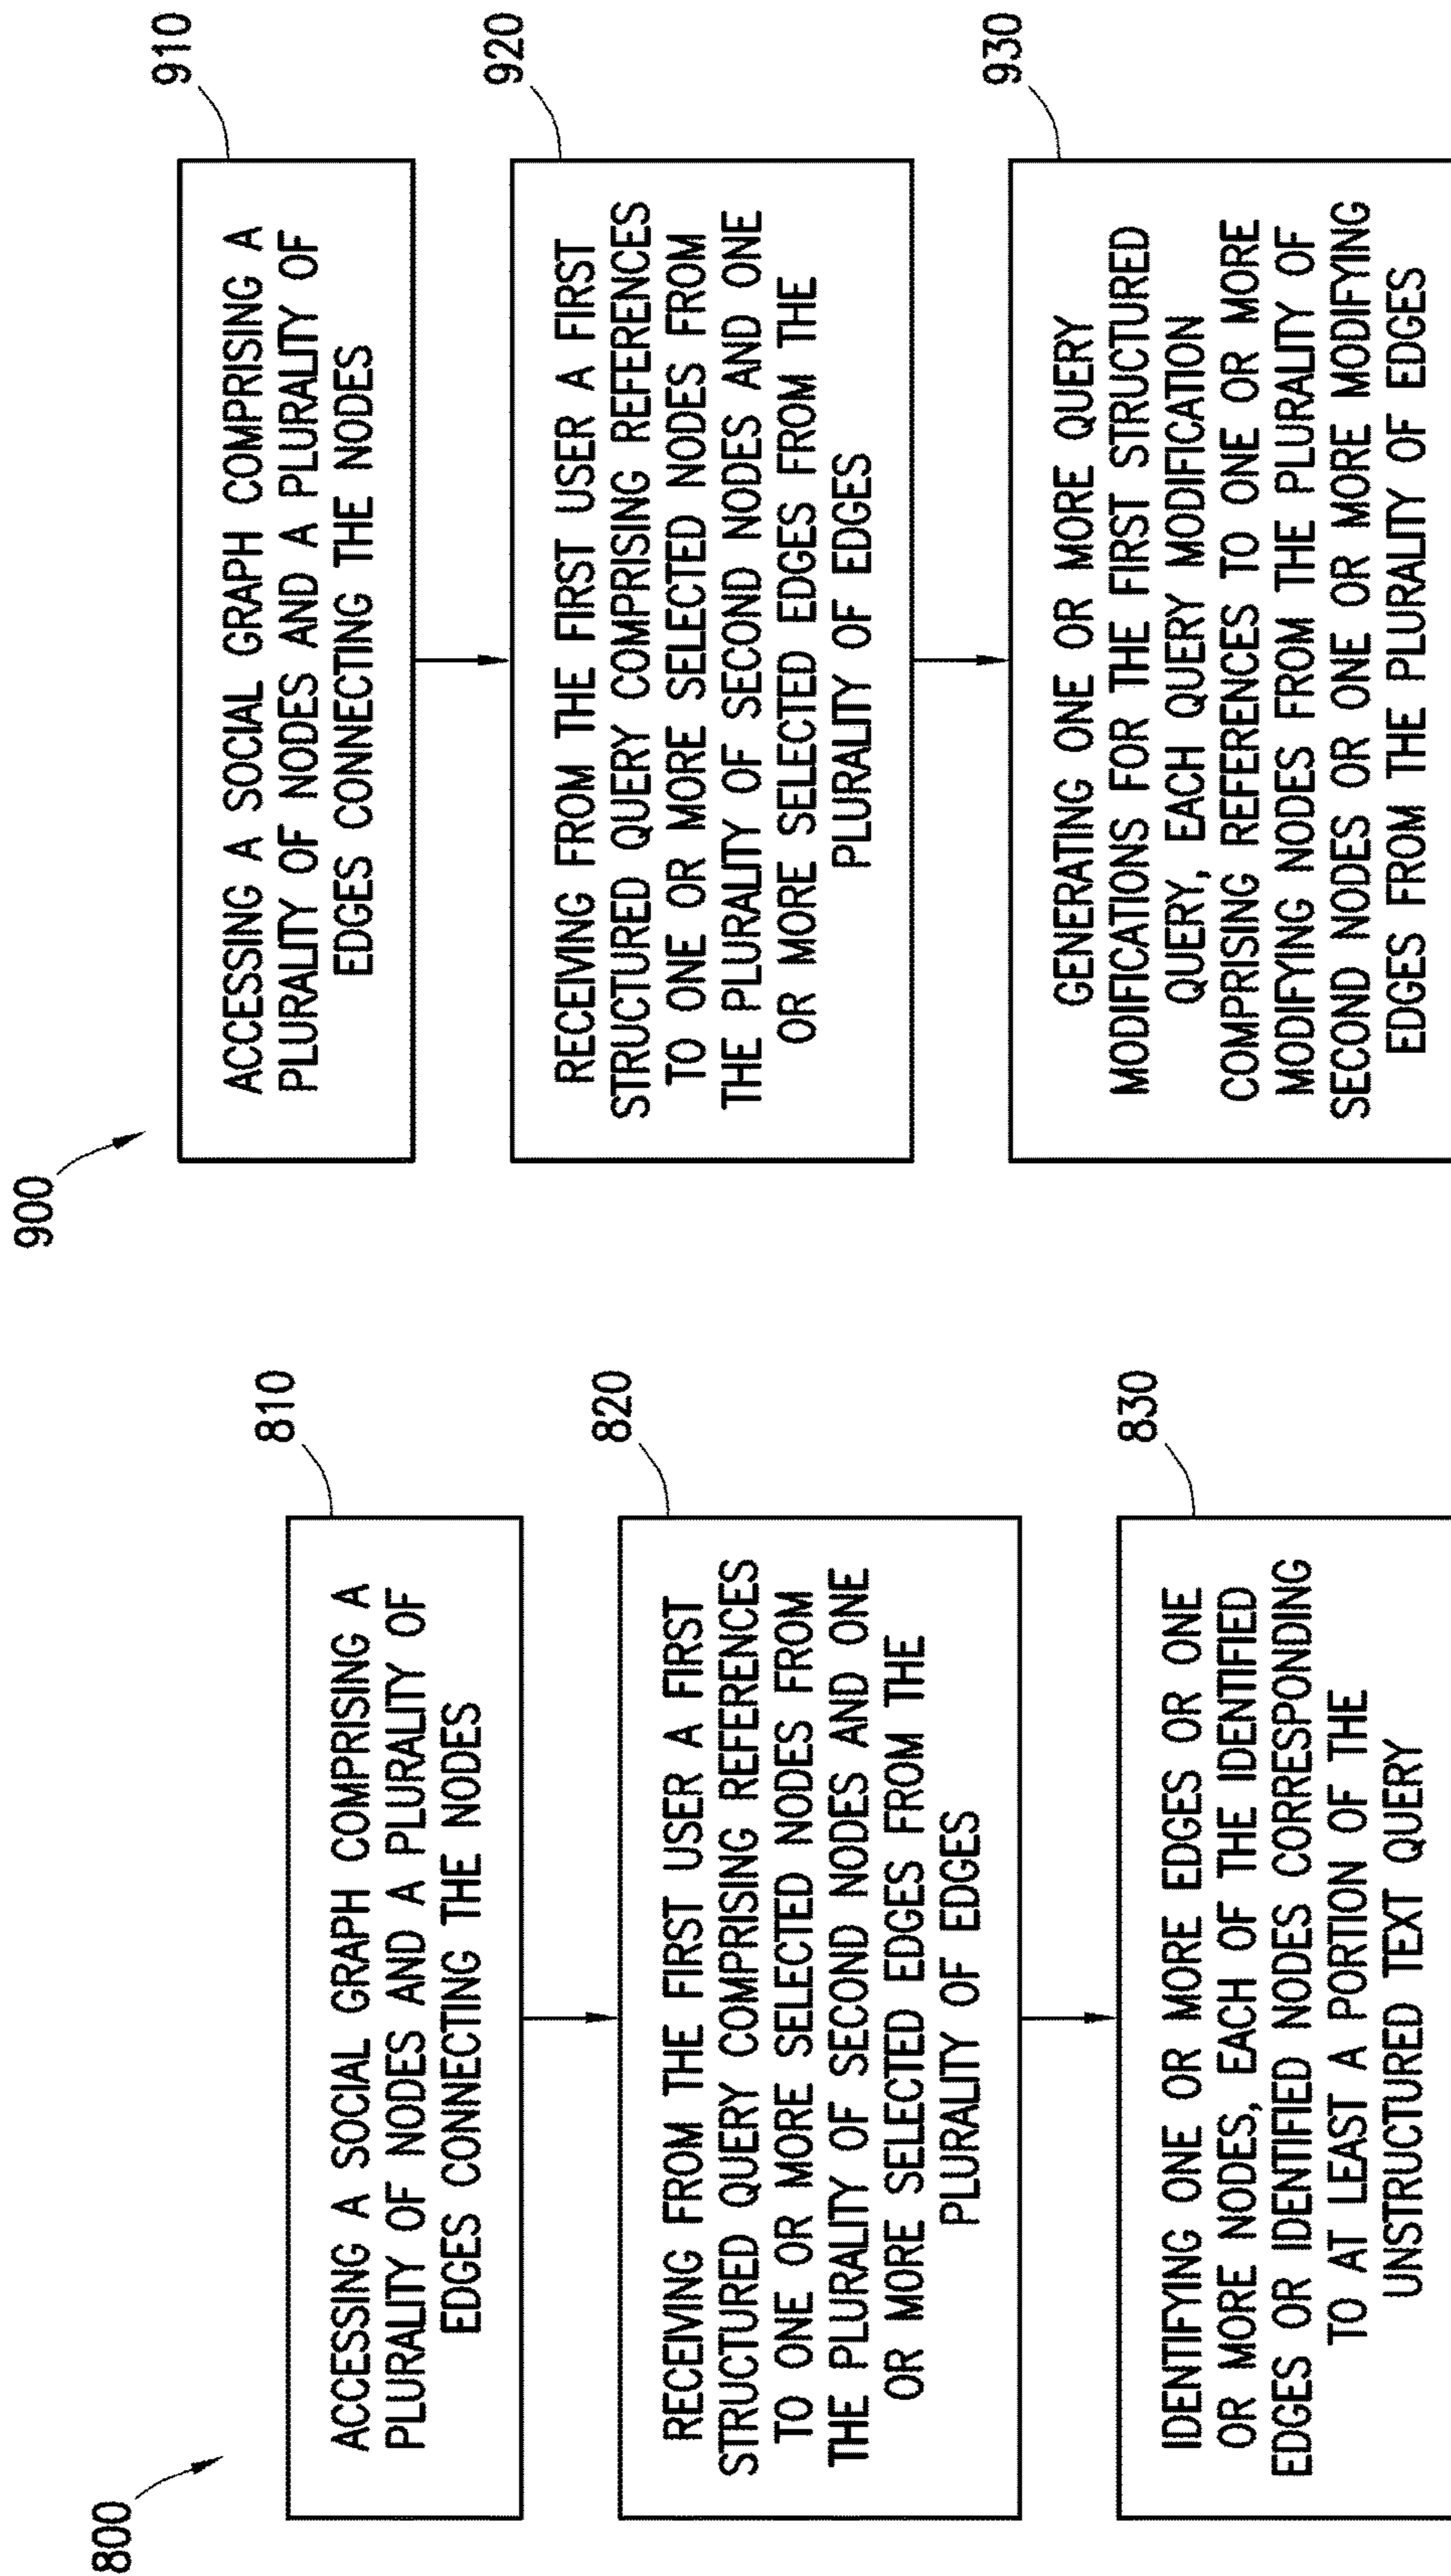 800
810
ACCESSING A SOCIAL GRAPH COMPRISING A
PLURALITY OF NODES AND A PLURALITY OF
EDGES CONNECTING THE NODES
820
RECEIVING FROM THE FIRST USER A FIRST
STRUCTURED QUERY COMPRISING REFERENCES
TO ONE OR MORE SELECTED NODES FROM
THE PLURALITY OF SECOND NODES AND ONE
OR MORE SELECTED EDGES FROM THE
PLURALITY OF EDGES
830
IDENTIFYING ONE OR MORE EDGES OR ONE
OR MORE NODES, EACH OF THE IDENTIFIED
EDGES OR IDENTIFIED NODES CORRESPONDING
TO AT LEAST A PORTION OF THE
UNSTRUCTURED TEXT QUERY
900
910
ACCESSING A SOCIAL GRAPH COMPRISING A
PLURALITY OF NODES AND A PLURALITY OF
EDGES CONNECTING THE NODES
920
RECEIVING FROM THE FIRST USER A FIRST
STRUCTURED QUERY COMPRISING REFERENCES
TO ONE OR MORE SELECTED NODES FROM
THE PLURALITY OF SECOND NODES AND ONE
OR MORE SELECTED EDGES FROM THE
PLURALITY OF EDGES
930
GENERATING ONE OR MORE QUERY
MODIFICATIONS FOR THE FIRST STRUCTURED
QUERY, EACH QUERY MODIFICATION
COMPRISING REFERENCES TO ONE OR MORE
MODIFYING NODES FROM THE PLURALITY OF
SECOND NODES OR ONE OR MORE MODIFYING
EDGES FROM THE PLURALITY OF EDGES